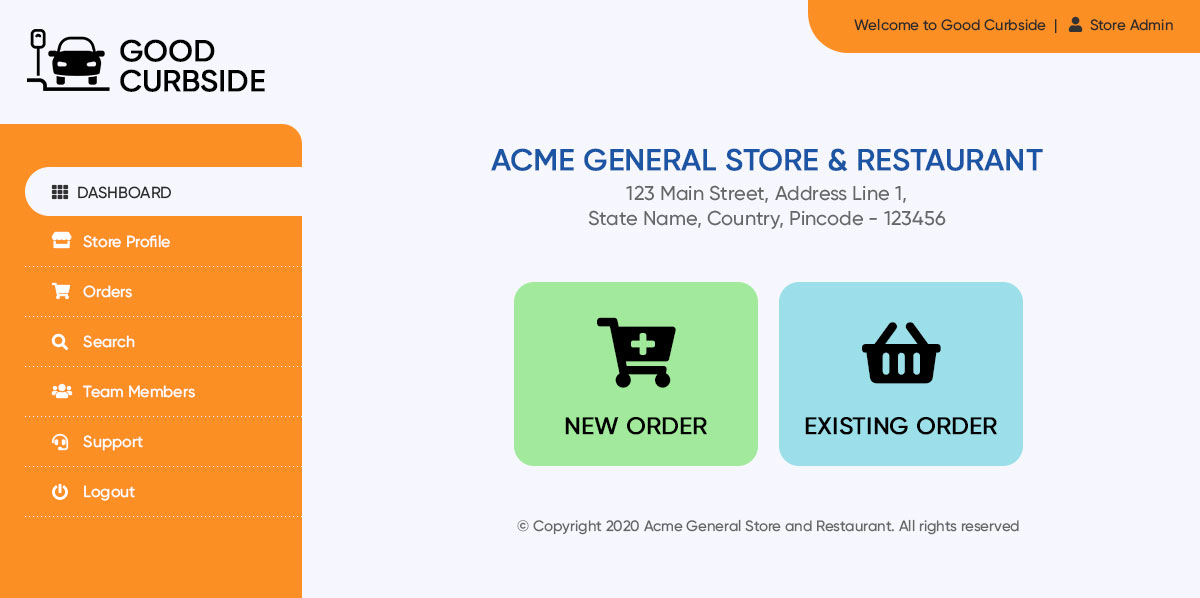 GOOD
CURBSIDE
Welcome to Good Curbside | Store Admin
DASHBOARD
Store Profile
Orders
Search
Team Members
Support
Logout
ACME GENERAL STORE & RESTAURANT
123 Main Street, Address Line 1,
State Name, Country, Pincode - 123456
NEW ORDER
EXISTING ORDER
© Copyright 2020 Acme General Store and Restaurant. All rights reserved